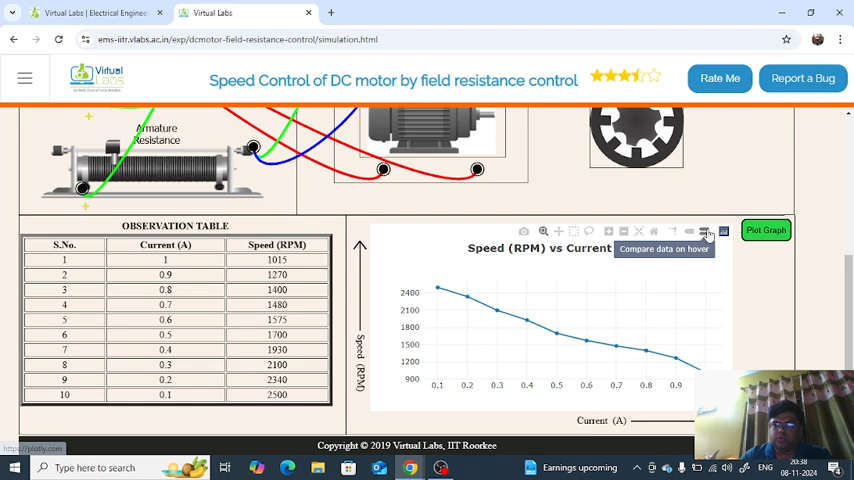 Virtual Labs | Electrical Enginee
Virtual Labs
ems-iitr.vlabs.ac.in/exp/dcmotor-field-resistance-control/simulation.html
Virtual
Labs
Speed Control of DC motor by field resistance control
Rate Me
Report a Bug
Armature
Resistance
OBSERVATION TABLE
S.No. Current (A) Speed (RPM)
1 1 1015
2 0.9 1270
3 0.8 1400
4 0.7 1480
5 0.6 1575
6 0.5 1700
7 0.4 1930
8 0.3 2100
9 0.2 2340
10 0.1 2500
Plot Graph
Compare data on hover
Speed (RPM) vs Current
2400
2100
1800
1500
1200
900
0.1 0.2 0.3 0.4 0.5 0.6 0.7 0.8 0.9
Speed (RPM)
Current (A)
https://plotly.com
Copyright © 2019 Virtual Labs, IIT Roorkee
Type here to search
Earnings upcoming
ENG
20:38
08-11-2024
4